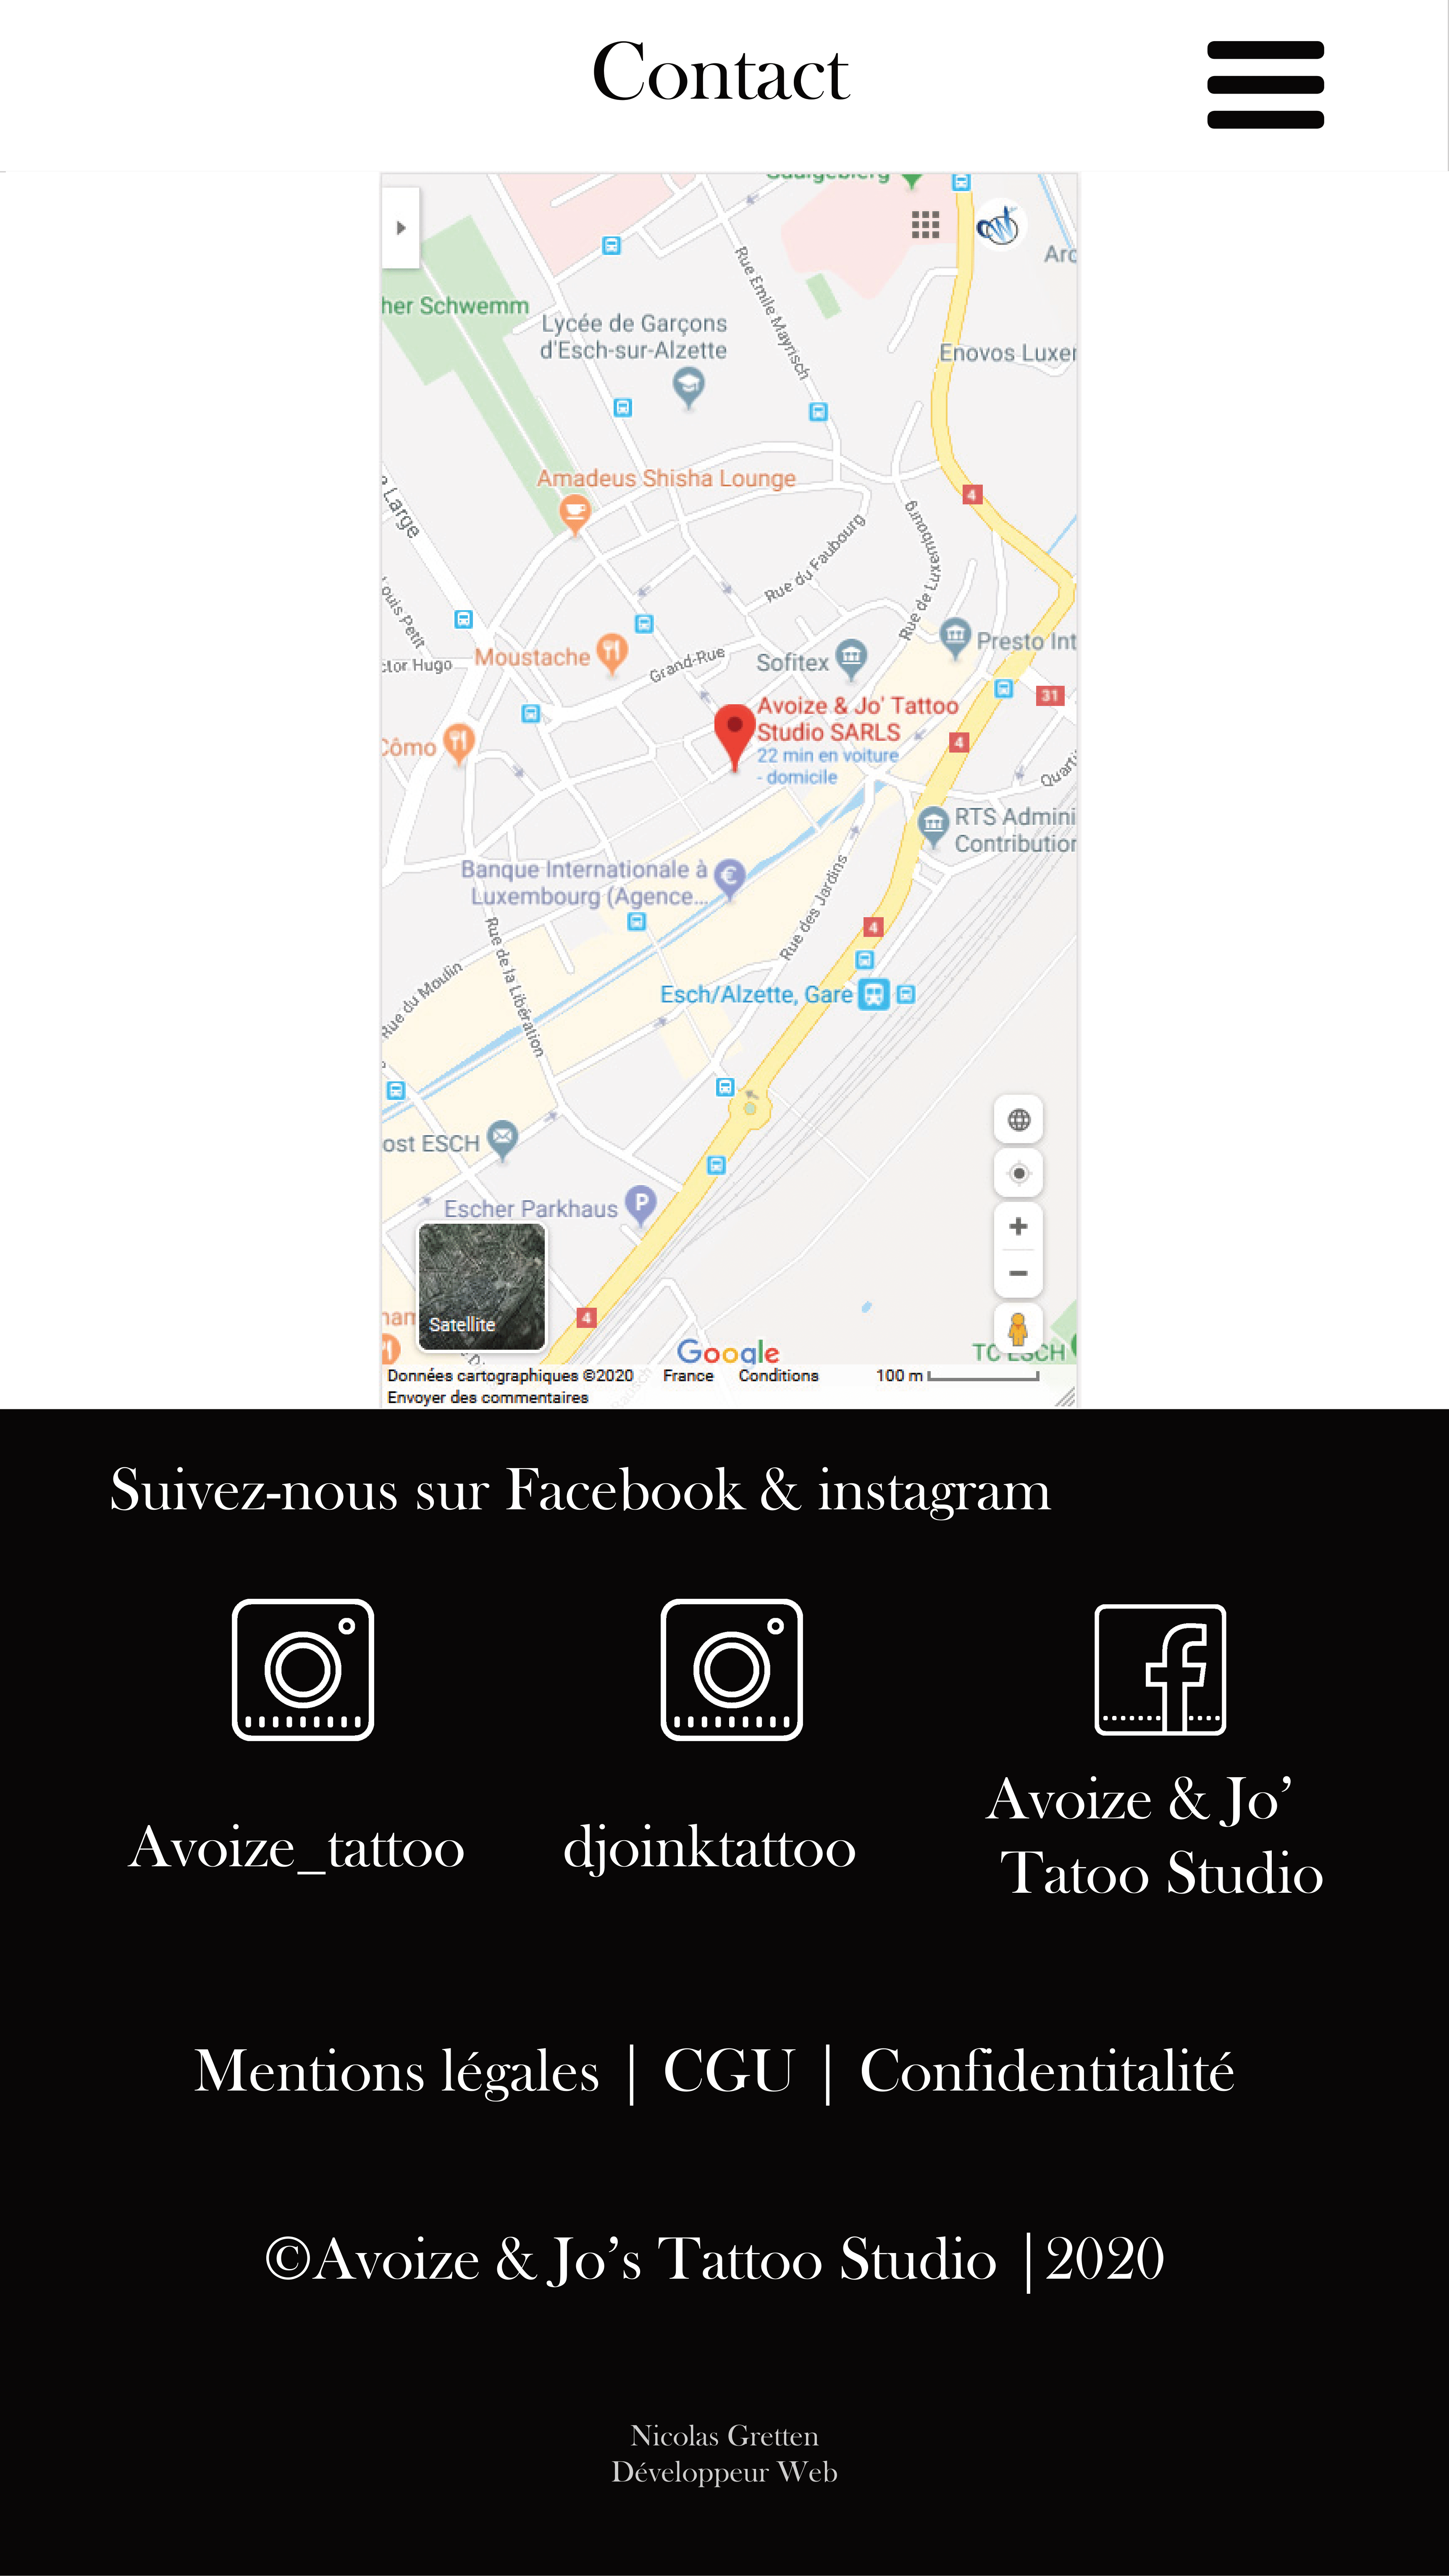 Contact
her Schwemm
Lycée de Garçons
d'Esch-sur-Alzette
Rue Emile Mayrisch
Enovos Luxer
Amadeus Shisha Lounge
Large
4
Rue du Faubourg
Rue de Luxembourg
Louis Petit
ctor Hugo
Moustache
Grand-Rue
Sofitex
Presto Int
31
Avoize & Jo' Tattoo
Studio SARLS
22 min en voiture
- domicile
4
Cômo
RTS Admini
Contribution
Banque Internationale à
Luxembourg (Agence...
Rue des Jardins
4
Rue du Moulin
Rue de la Libération
Esch/Alzette, Gare
ost ESCH
Escher Parkhaus
P
Satellite
4
Google
TC ESCH
Données cartographiques ©2020 France Conditions 100 m
Envoyer des commentaires
Suivez-nous sur Facebook & instagram
Avoize_tattoo
djoinktattoo
Avoize & Jo’
Tatoo Studio
Mentions légales | CGU | Confidentitalité
©Avoize & Jo’s Tattoo Studio |2020
Nicolas Gretten
Développeur Web